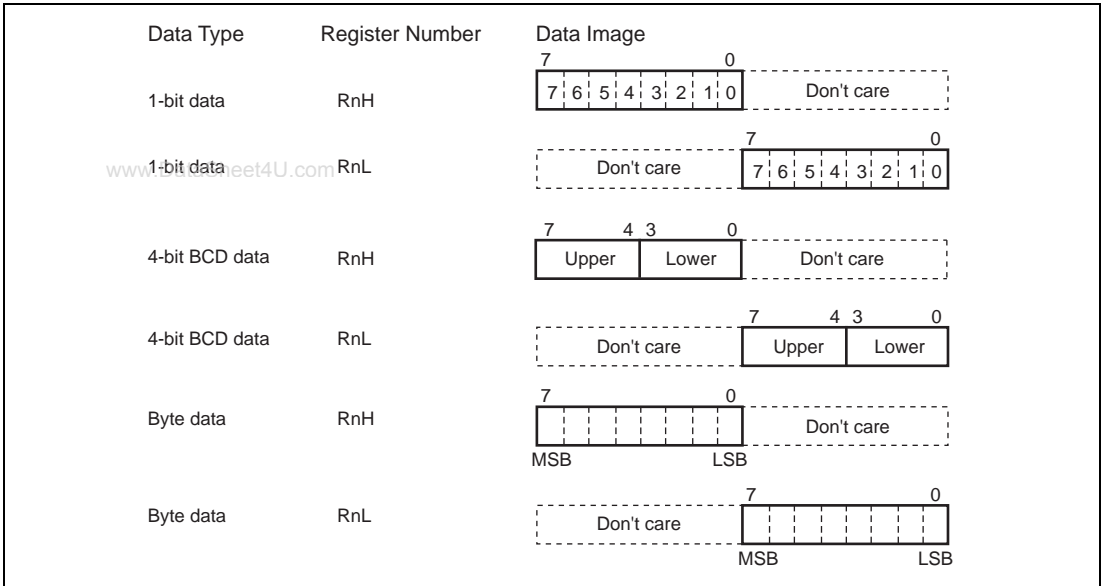 Data Type Register Number Data Image
7 0
1-bit data RnH 7 6 5 4 3 2 1 0 Don't care
7 0
www.DataSheet4U.com
1-bit data RnL Don't care 7 6 5 4 3 2 1 0
7 4 3 0
4-bit BCD data RnH Upper Lower Don't care
7 4 3 0
4-bit BCD data RnL Don't care Upper Lower
7 0
Byte data RnH Don't care
MSB LSB
7 0
Byte data RnL Don't care
MSB LSB